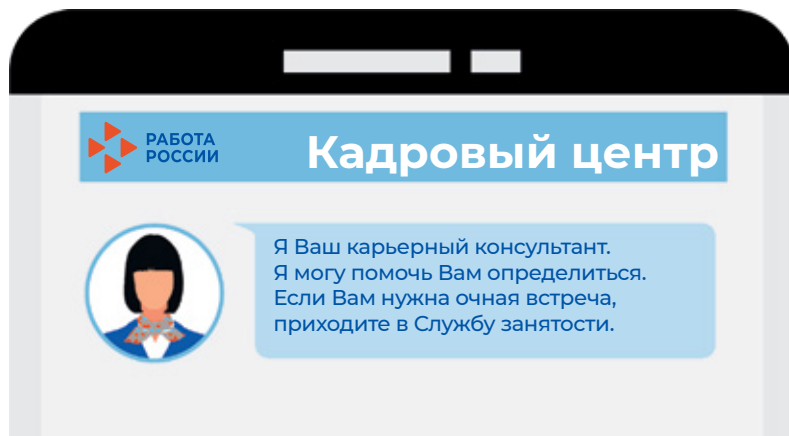 РАБОТА
РОССИИ
Кадровый центр
Я Ваш карьерный консультант.
Я могу помочь Вам определиться.
Если Вам нужна очная встреча,
приходите в Службу занятости.